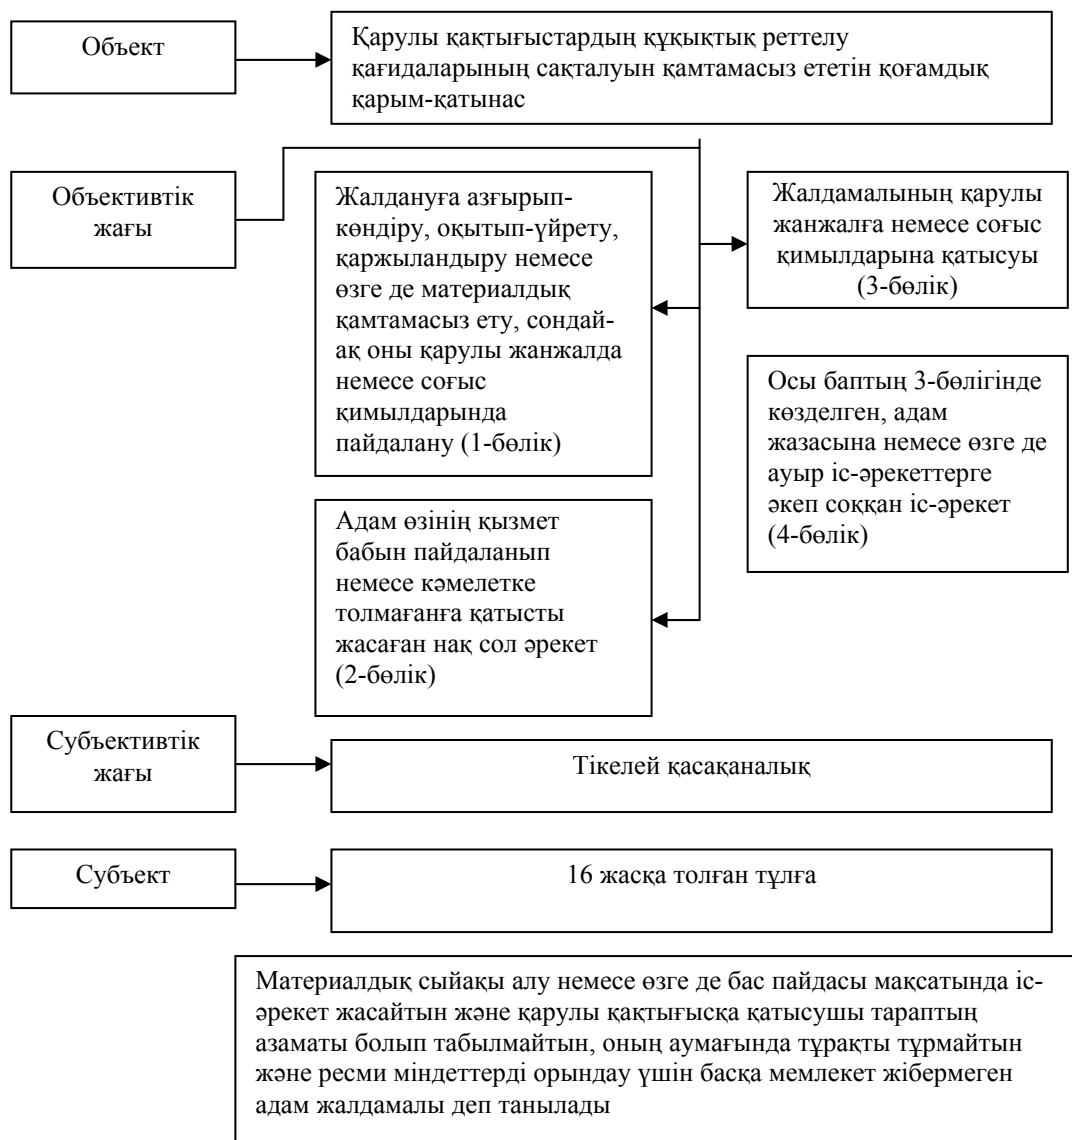 Объект
Қарулы қақтығыстардың құқықтық реттелу
қағидаларының сақталуын қамтамасыз ететін қоғамдық
қарым-қатынас
Объективтік
жағы
Жалдануға азғырып-
көндіру, оқытып-үйрету,
қаржыландыру немесе
өзге де материалдық
қамтамасыз ету, сондай-
ақ оны қарулы жанжалда
немесе соғыс
қимылдарында
пайдалану (1-бөлік)
Жалдамалының қарулы
жанжалға немесе соғыс
қимылдарына қатысуы
(3-бөлік)
Адам өзінің қызмет
бабын пайдаланып
немесе кәмелетке
толмағанға қатысты
жасаған нақ сол әрекет
(2-бөлік)
Осы баптың 3-бөлігінде
көзделген, адам
жазасына немесе өзге де
ауыр іс-әрекеттерге
әкеп соққан іс-әрекет
(4-бөлік)
Субъективтік
жағы
Тікелей қасақаналық
Субъект
16 жасқа толған тұлға
Материалдық сыйақы алу немесе өзге де бас пайдасы мақсатында іс-
әрекет жасайтын және қарулы қақтығысқа қатысушы тараптың
азаматы болып табылмайтын, оның аумағында тұрақты тұрмайтын
және ресми міндеттерді орындау үшін басқа мемлекет жібермеген
адам жалдамалы деп танылады